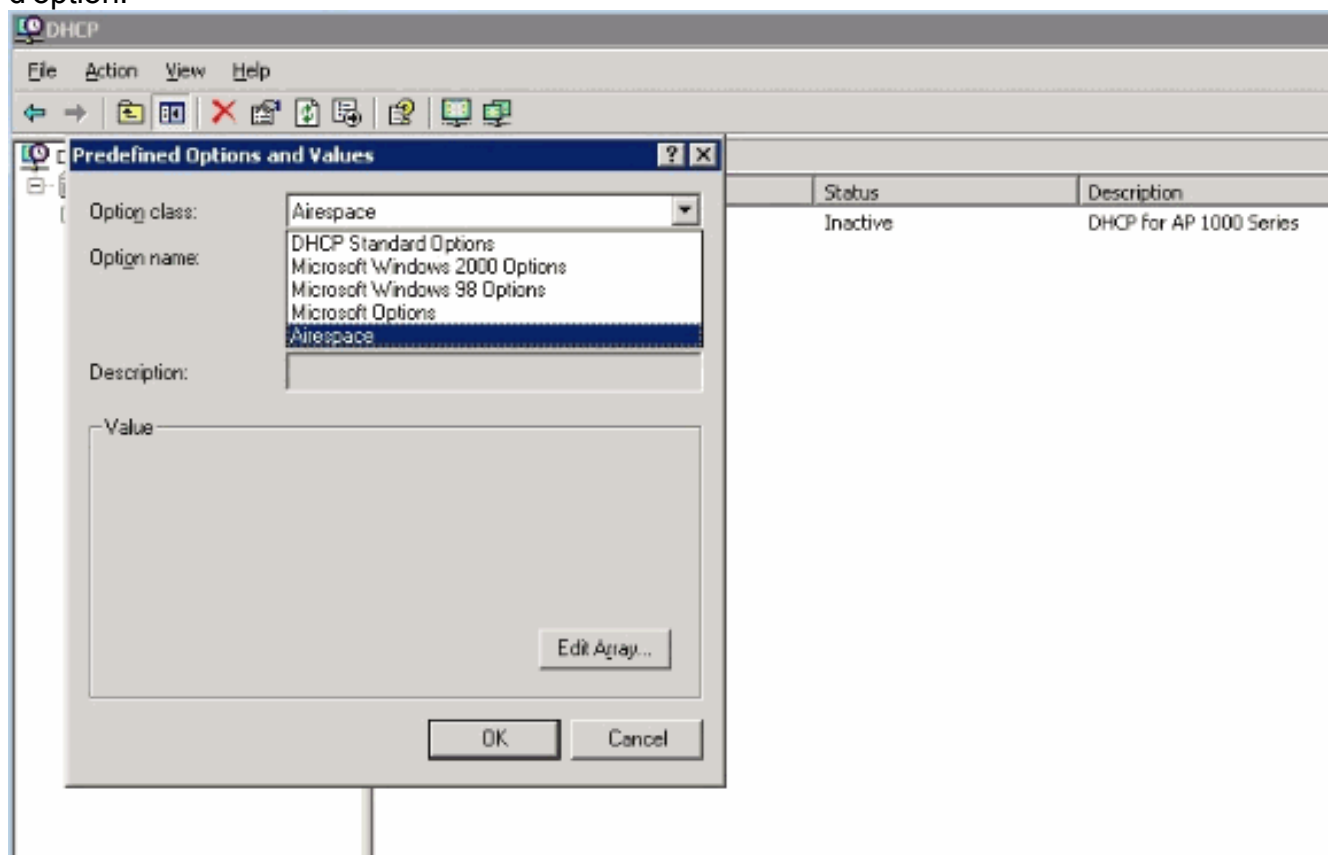 d'option.
DHCP
File Action View Help
Predefined Options and Values
Status Description
Option class: Airespace
Inactive DHCP for AP 1000 Series
DHCP Standard Options
Option name:
Microsoft Windows 2000 Options
Microsoft Windows 98 Options
Microsoft Options
Airespace
Description:
Value
Edit Array...
OK Cancel